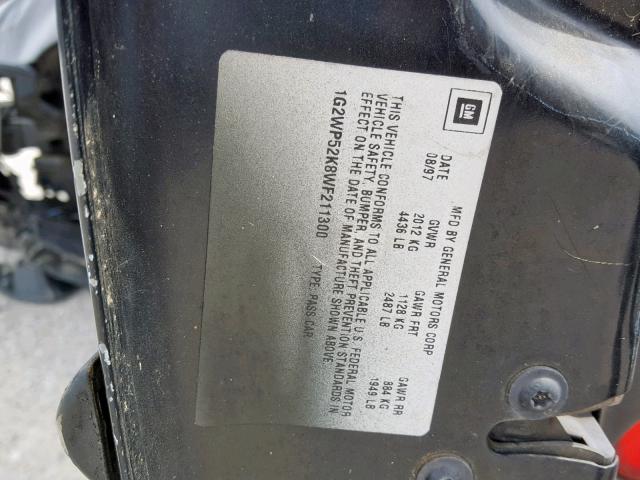 GM
MFD BY GENERAL MOTORS CORP
DATE GVWR GAWR FRT GAWR RR
08/97 2012 KG 1128 KG 884 KG
4436 LB 2487 LB 1949 LB
THIS VEHICLE CONFORMS TO ALL APPLICABLE U.S. FEDERAL MOTOR
VEHICLE SAFETY, BUMPER, AND THEFT PREVENTION STANDARDS IN
EFFECT ON THE DATE OF MANUFACTURE SHOWN ABOVE.
1G2WP52K8WF211300 TYPE: PASS CAR